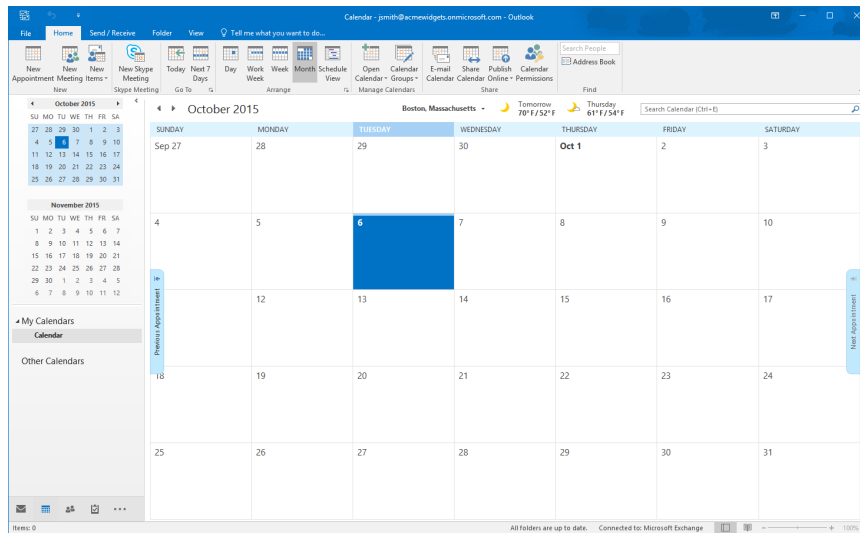 Calendar - jsmith@acmewidgets.onmicrosoft.com - Outlook
File Home Send / Receive Folder View Tell me what you want to do...
New Appointment
New Meeting
New Items
New
New Skype Meeting
Skype Meeting
Today
Next 7 Days
Go To
Day
Work Week
Week
Month
Schedule View
Arrange
Open Calendar
Calendar Groups
Manage Calendars
E-mail Calendar
Share Calendar
Publish Online
Calendar Permissions
Share
Search People
Address Book
Find
October 2015
SU MO TU WE TH FR SA
27 28 29 30 1 2 3
4 5 6 7 8 9 10
11 12 13 14 15 16 17
18 19 20 21 22 23 24
25 26 27 28 29 30 31
November 2015
SU MO TU WE TH FR SA
1 2 3 4 5 6 7
8 9 10 11 12 13 14
15 16 17 18 19 20 21
22 23 24 25 26 27 28
29 30 1 2 3 4 5
6 7 8 9 10 11 12
My Calendars
Calendar
Other Calendars
October 2015
Boston, Massachusetts
Tomorrow
70° F / 52° F
Thursday
61° F / 54° F
Search Calendar (Ctrl+E)
SUNDAY MONDAY TUESDAY WEDNESDAY THURSDAY FRIDAY SATURDAY
Sep 27 28 29 30 Oct 1 2 3
4 5 6 7 8 9 10
12 13 14 15 16 17
Previous Appointment
Next Appointment
18 19 20 21 22 23 24
25 26 27 28 29 30 31
Items: 0
All folders are up to date. Connected to: Microsoft Exchange
100%